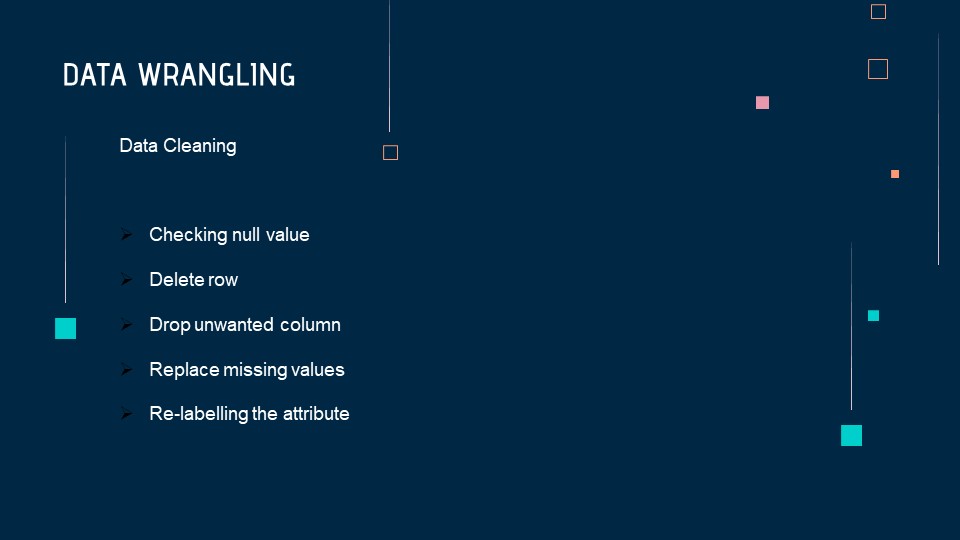 DATA WRANGLING
Data Cleaning
➢ Checking null value
➢ Delete row
➢ Drop unwanted column
➢ Replace missing values
➢ Re-labelling the attribute